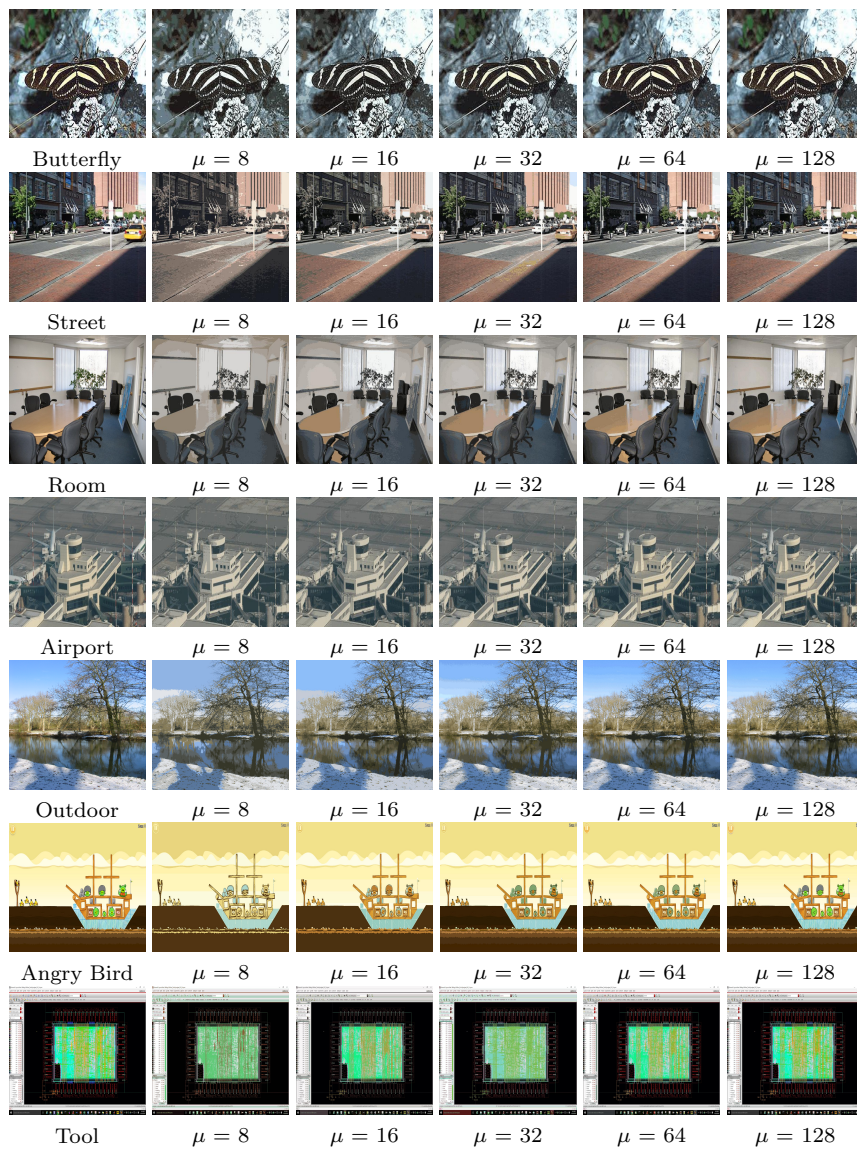 Butterfly μ = 8 μ = 16 μ = 32 μ = 64 μ = 128
Street μ = 8 μ = 16 μ = 32 μ = 64 μ = 128
Room μ = 8 μ = 16 μ = 32 μ = 64 μ = 128
Airport μ = 8 μ = 16 μ = 32 μ = 64 μ = 128
Outdoor μ = 8 μ = 16 μ = 32 μ = 64 μ = 128
Angry Bird μ = 8 μ = 16 μ = 32 μ = 64 μ = 128
Tool μ = 8 μ = 16 μ = 32 μ = 64 μ = 128